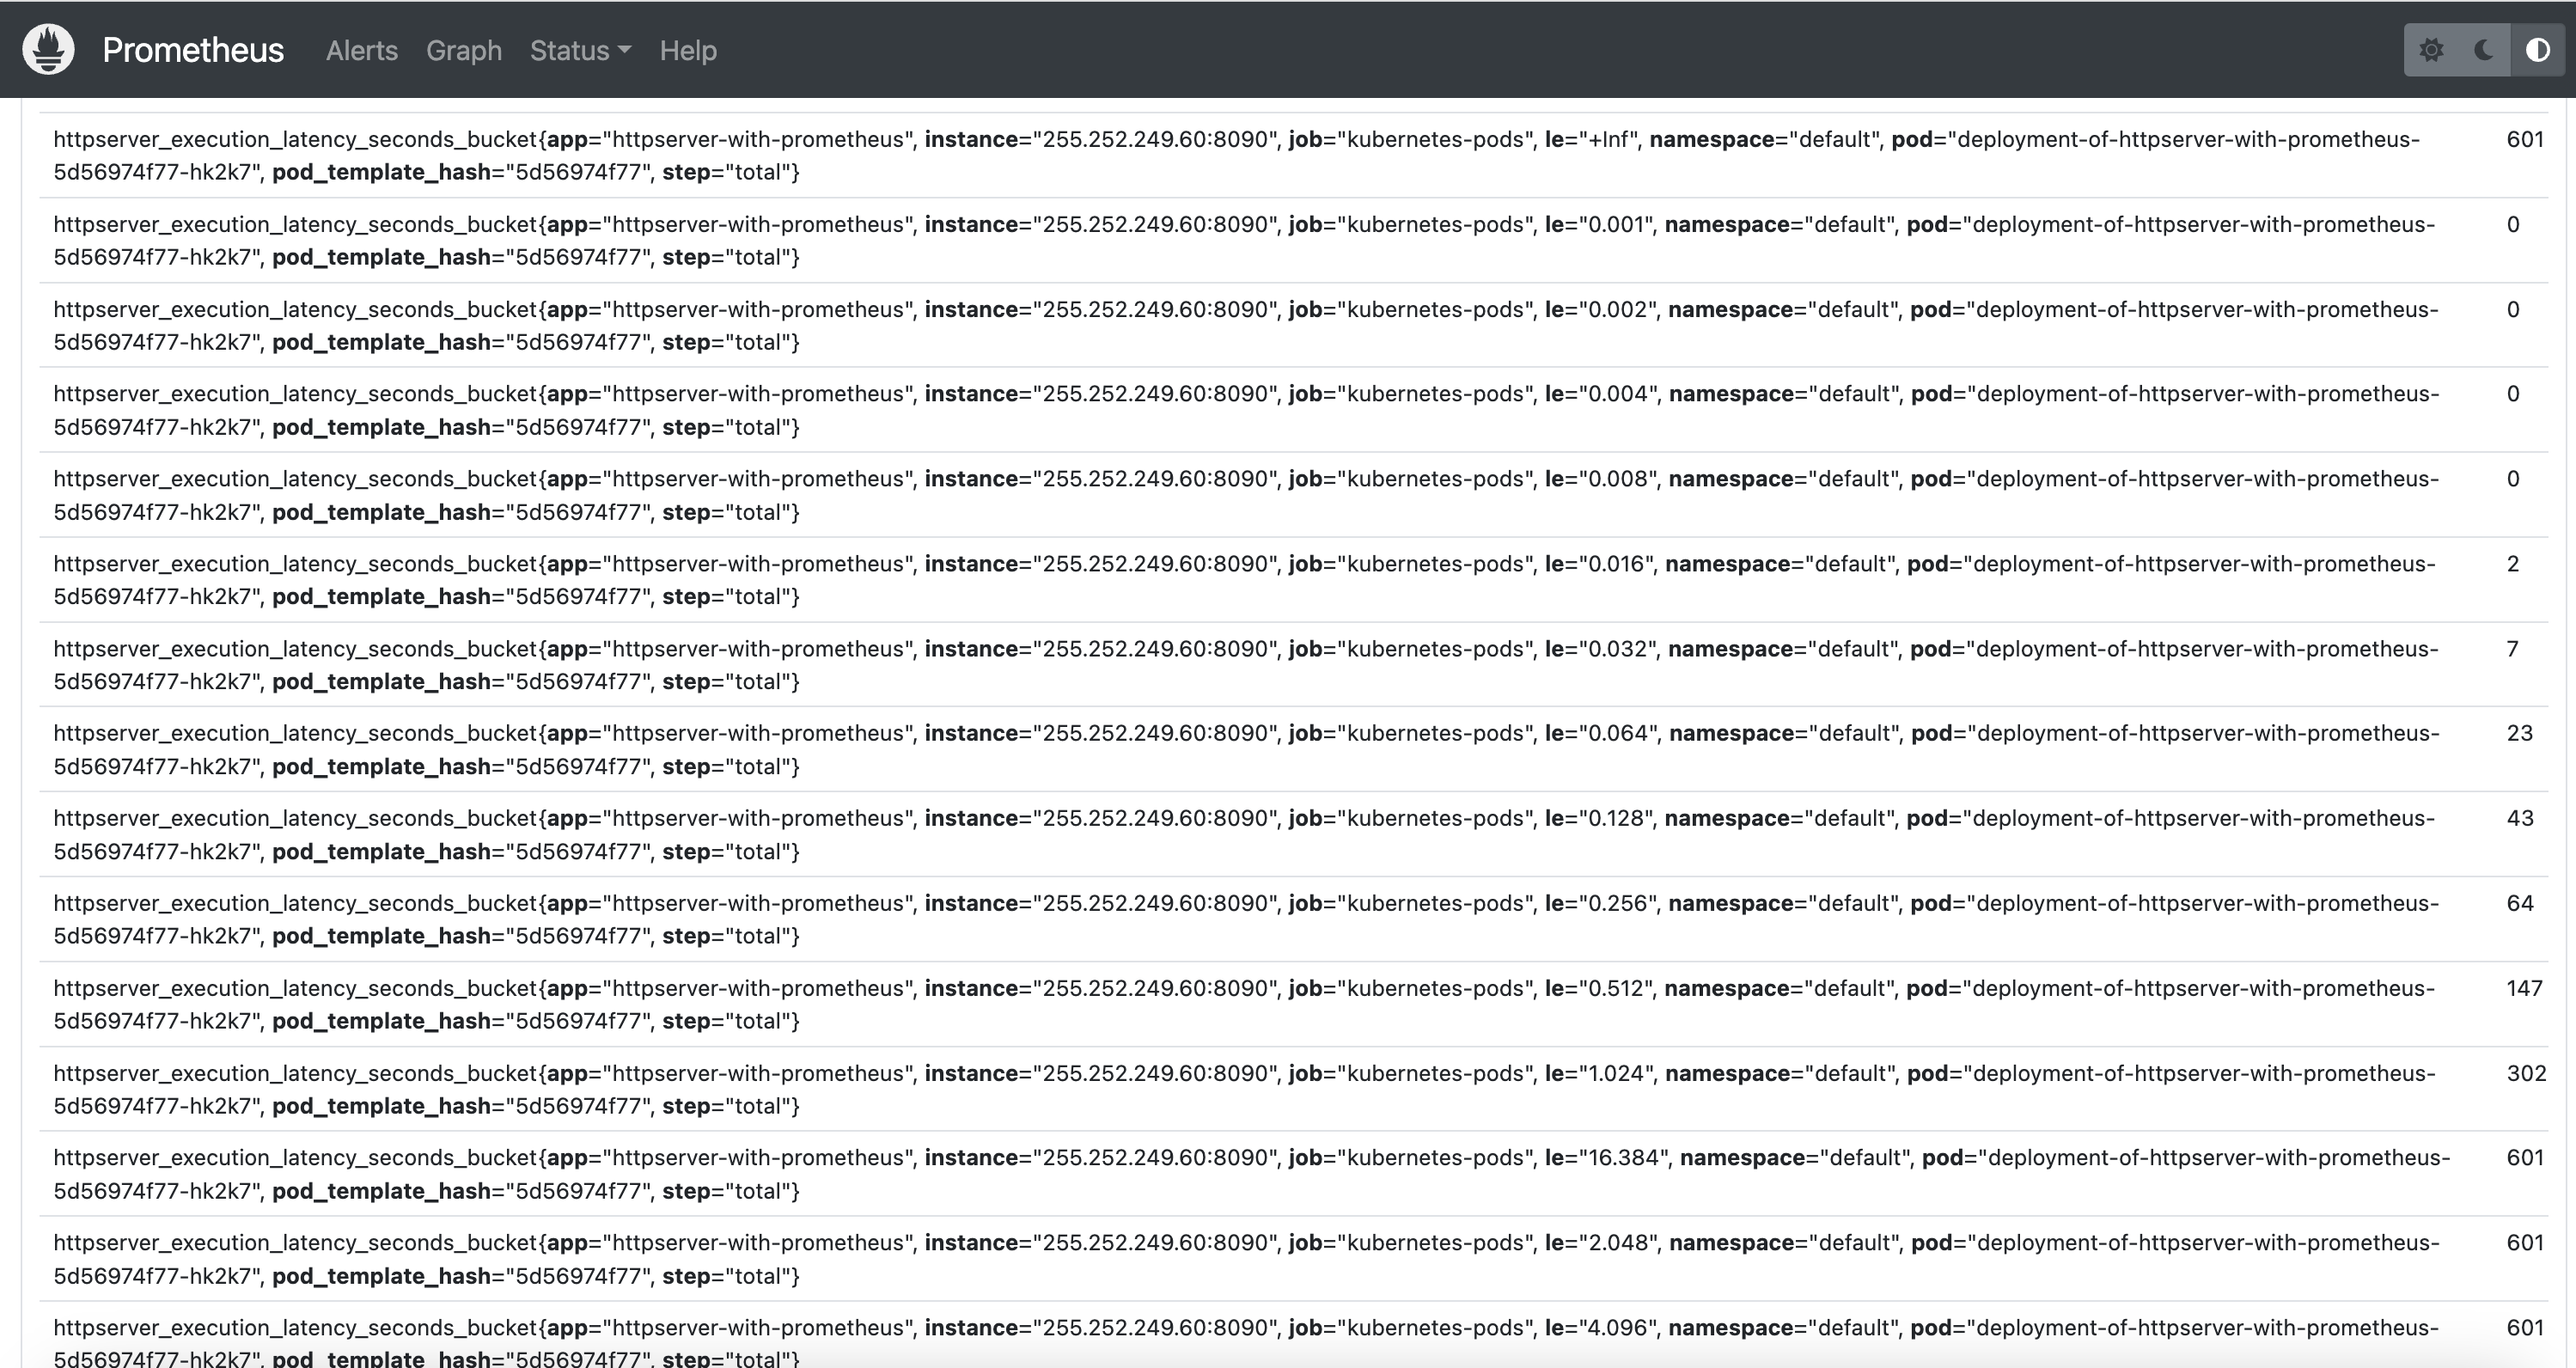 Prometheus Alerts Graph Status Help
httpserver_execution_latency_seconds_bucket{app="httpserver-with-prometheus", instance="255.252.249.60:8090", job="kubernetes-pods", le="+Inf", namespace="default", pod="deployment-of-httpserver-with-prometheus- 601
5d56974f77-hk2k7", pod_template_hash="5d56974f77", step="total"}
httpserver_execution_latency_seconds_bucket{app="httpserver-with-prometheus", instance="255.252.249.60:8090", job="kubernetes-pods", le="0.001", namespace="default", pod="deployment-of-httpserver-with-prometheus- 0
5d56974f77-hk2k7", pod_template_hash="5d56974f77", step="total"}
httpserver_execution_latency_seconds_bucket{app="httpserver-with-prometheus", instance="255.252.249.60:8090", job="kubernetes-pods", le="0.002", namespace="default", pod="deployment-of-httpserver-with-prometheus- 0
5d56974f77-hk2k7", pod_template_hash="5d56974f77", step="total"}
httpserver_execution_latency_seconds_bucket{app="httpserver-with-prometheus", instance="255.252.249.60:8090", job="kubernetes-pods", le="0.004", namespace="default", pod="deployment-of-httpserver-with-prometheus- 0
5d56974f77-hk2k7", pod_template_hash="5d56974f77", step="total"}
httpserver_execution_latency_seconds_bucket{app="httpserver-with-prometheus", instance="255.252.249.60:8090", job="kubernetes-pods", le="0.008", namespace="default", pod="deployment-of-httpserver-with-prometheus- 0
5d56974f77-hk2k7", pod_template_hash="5d56974f77", step="total"}
httpserver_execution_latency_seconds_bucket{app="httpserver-with-prometheus", instance="255.252.249.60:8090", job="kubernetes-pods", le="0.016", namespace="default", pod="deployment-of-httpserver-with-prometheus- 2
5d56974f77-hk2k7", pod_template_hash="5d56974f77", step="total"}
httpserver_execution_latency_seconds_bucket{app="httpserver-with-prometheus", instance="255.252.249.60:8090", job="kubernetes-pods", le="0.032", namespace="default", pod="deployment-of-httpserver-with-prometheus- 7
5d56974f77-hk2k7", pod_template_hash="5d56974f77", step="total"}
httpserver_execution_latency_seconds_bucket{app="httpserver-with-prometheus", instance="255.252.249.60:8090", job="kubernetes-pods", le="0.064", namespace="default", pod="deployment-of-httpserver-with-prometheus- 23
5d56974f77-hk2k7", pod_template_hash="5d56974f77", step="total"}
httpserver_execution_latency_seconds_bucket{app="httpserver-with-prometheus", instance="255.252.249.60:8090", job="kubernetes-pods", le="0.128", namespace="default", pod="deployment-of-httpserver-with-prometheus- 43
5d56974f77-hk2k7", pod_template_hash="5d56974f77", step="total"}
httpserver_execution_latency_seconds_bucket{app="httpserver-with-prometheus", instance="255.252.249.60:8090", job="kubernetes-pods", le="0.256", namespace="default", pod="deployment-of-httpserver-with-prometheus- 64
5d56974f77-hk2k7", pod_template_hash="5d56974f77", step="total"}
httpserver_execution_latency_seconds_bucket{app="httpserver-with-prometheus", instance="255.252.249.60:8090", job="kubernetes-pods", le="0.512", namespace="default", pod="deployment-of-httpserver-with-prometheus- 147
5d56974f77-hk2k7", pod_template_hash="5d56974f77", step="total"}
httpserver_execution_latency_seconds_bucket{app="httpserver-with-prometheus", instance="255.252.249.60:8090", job="kubernetes-pods", le="1.024", namespace="default", pod="deployment-of-httpserver-with-prometheus- 302
5d56974f77-hk2k7", pod_template_hash="5d56974f77", step="total"}
httpserver_execution_latency_seconds_bucket{app="httpserver-with-prometheus", instance="255.252.249.60:8090", job="kubernetes-pods", le="16.384", namespace="default", pod="deployment-of-httpserver-with-prometheus- 601
5d56974f77-hk2k7", pod_template_hash="5d56974f77", step="total"}
httpserver_execution_latency_seconds_bucket{app="httpserver-with-prometheus", instance="255.252.249.60:8090", job="kubernetes-pods", le="2.048", namespace="default", pod="deployment-of-httpserver-with-prometheus- 601
5d56974f77-hk2k7", pod_template_hash="5d56974f77", step="total"}
httpserver_execution_latency_seconds_bucket{app="httpserver-with-prometheus", instance="255.252.249.60:8090", job="kubernetes-pods", le="4.096", namespace="default", pod="deployment-of-httpserver-with-prometheus- 601
5d56974f77-hk2k7", pod_template_hash="5d56974f77", step="total"}